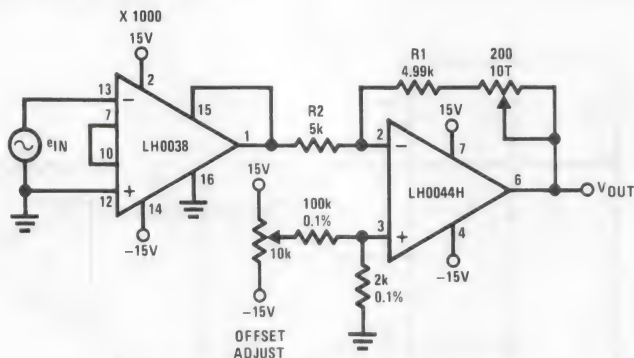 X 1000
15V
2
13
7
10
12
15
1
16
14
-15V
LH0038
eIN
R2
5k
R1
4.99k
200
10T
15V
7
2
3
6
4
-15V
LH0044H
VOUT
15V
10k
-15V
100k
0.1%
2k
0.1%
OFFSET
ADJUST